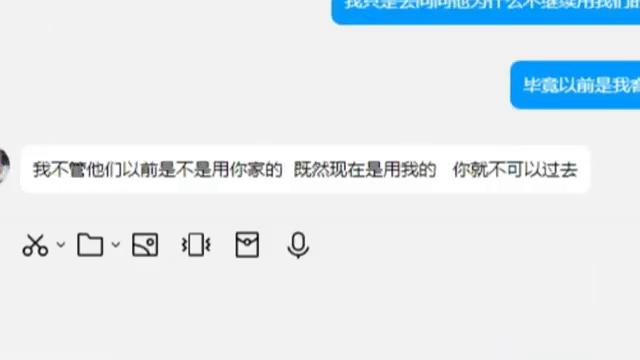 我只是去问问他为什么不继续用我们的
毕竟以前是我
我不管他们以前是不是用你家的 既然现在是用我的 你就不可以过去